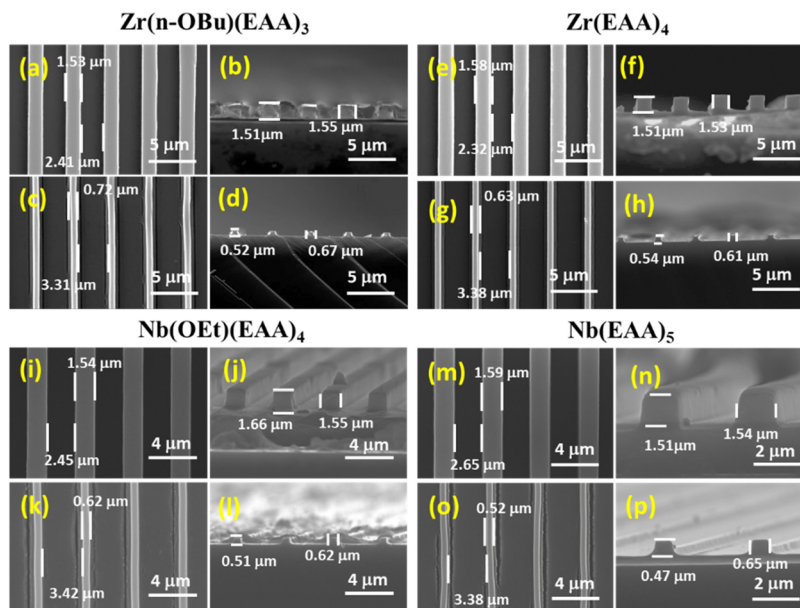 Zr(n-OBu)(EAA)3 Zr(EAA)4
(a) 1.53 μm 2.41 μm 5 μm
(b) 1.51μm 1.55μm 5 μm
(e) 1.58 μm 2.32 μm 5 μm
(f) 1.51μm 1.53 μm 5 μm
(c) 0.72 μm 3.31 μm 5 μm
(d) 0.52 μm 0.67 μm 5 μm
(g) 0.63 μm 3.38 μm 5 μm
(h) 0.54 μm 0.61 μm 5 μm
Nb(OEt)(EAA)4 Nb(EAA)5
(i) 1.54 μm 2.45 μm 4 μm
(j) 1.66 μm 1.55 μm 4 μm
(m) 1.59 μm 2.65 μm 4 μm
(n) 1.51μm 1.54 μm 2 μm
(k) 0.62 μm 3.42 μm 4 μm
(l) 0.51 μm 0.62 μm 4 μm
(o) 0.52 μm 3.38 μm 4 μm
(p) 0.47 μm 0.65 μm 2 μm